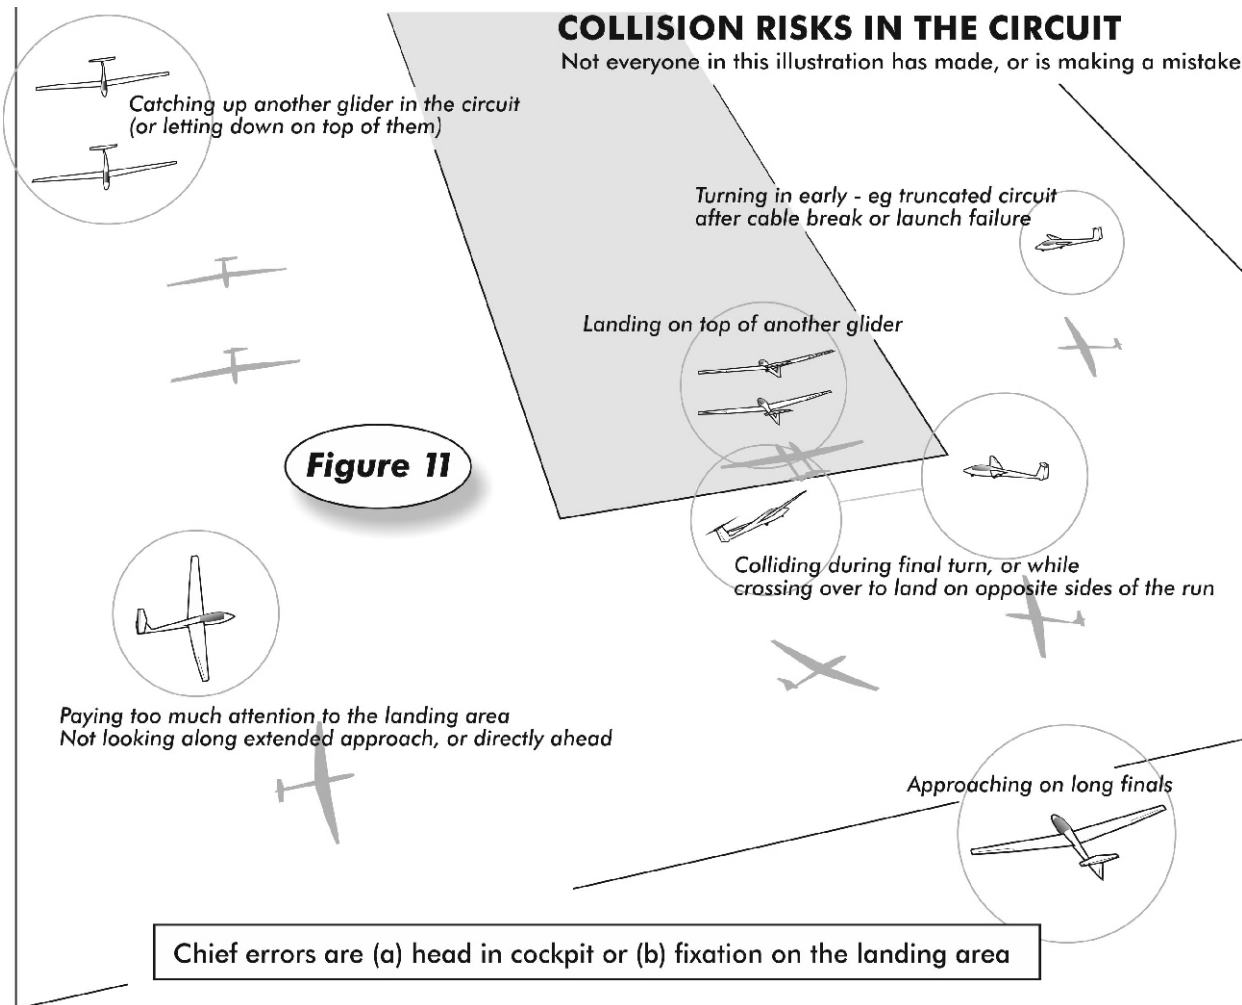 COLLISION RISKS IN THE CIRCUIT
Not everyone in this illustration has made, or is making a mistake
Catching up another glider in the circuit
(or letting down on top of them)
Turning in early - eg truncated circuit
after cable break or launch failure
Landing on top of another glider
Figure 11
Colliding during final turn, or while
crossing over to land on opposite sides of the run
Paying too much attention to the landing area
Not looking along extended approach, or directly ahead
Approaching on long finals
Chief errors are (a) head in cockpit or (b) fixation on the landing area